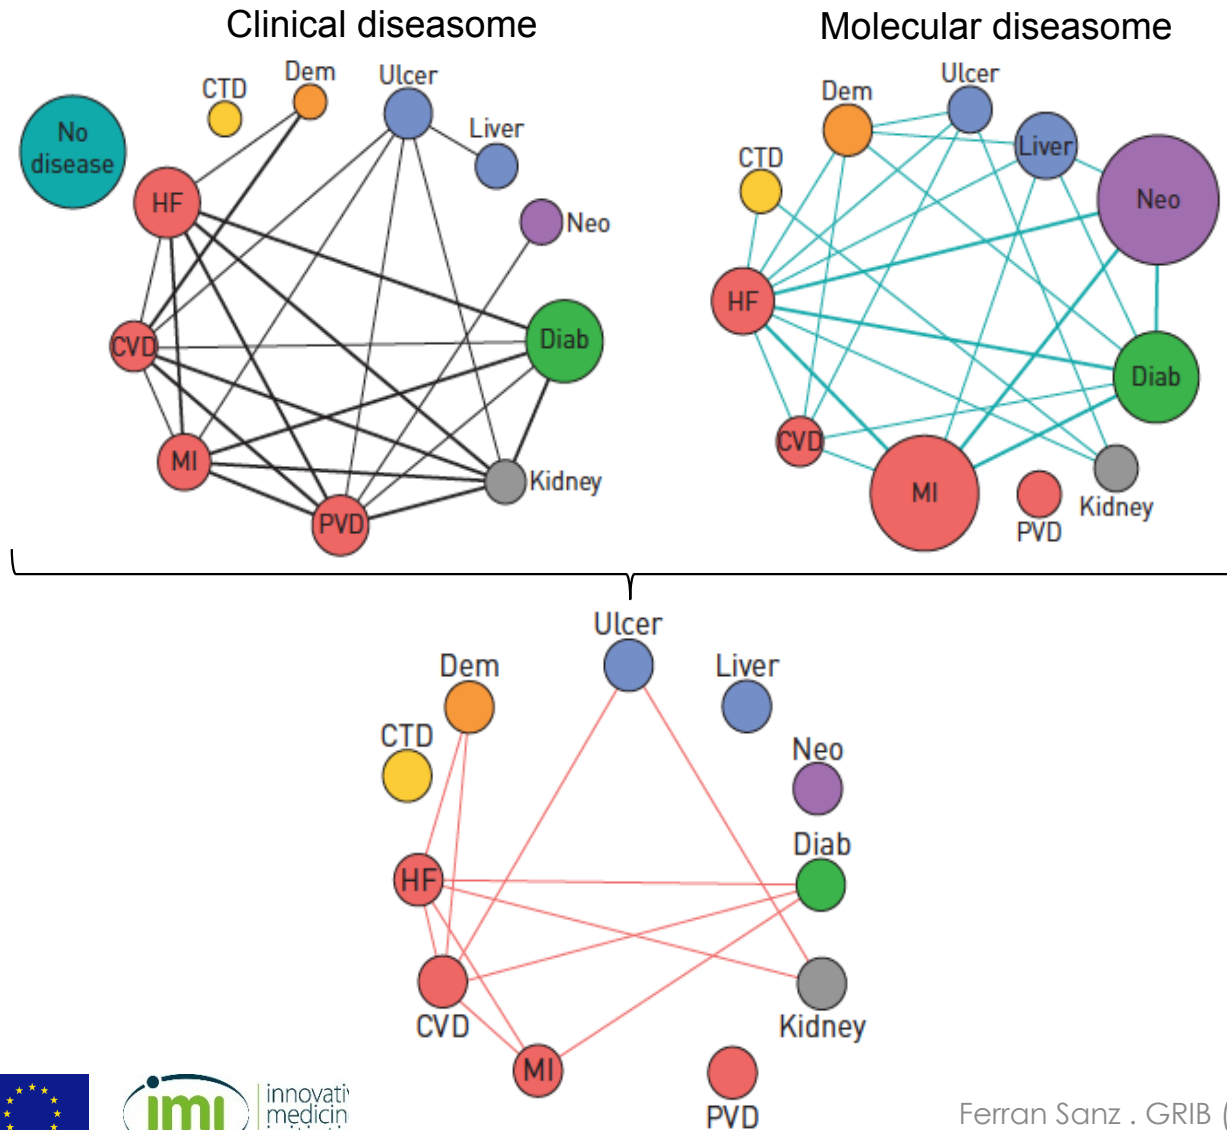 Clinical diseasome
Molecular diseasome
No
disease
CTD
Dem
Ulcer
Liver
HF
Neo
CVD
Diab
MI
Kidney
PVD
Dem
Ulcer
Liver
CTD
Neo
HF
Diab
CVD
MI
Kidney
PVD
Ulcer
Dem
Liver
CTD
Neo
Diab
HF
CVD
Kidney
MI
PVD
imi
innovativ
medicin
Ferran Sanz . GRIB (